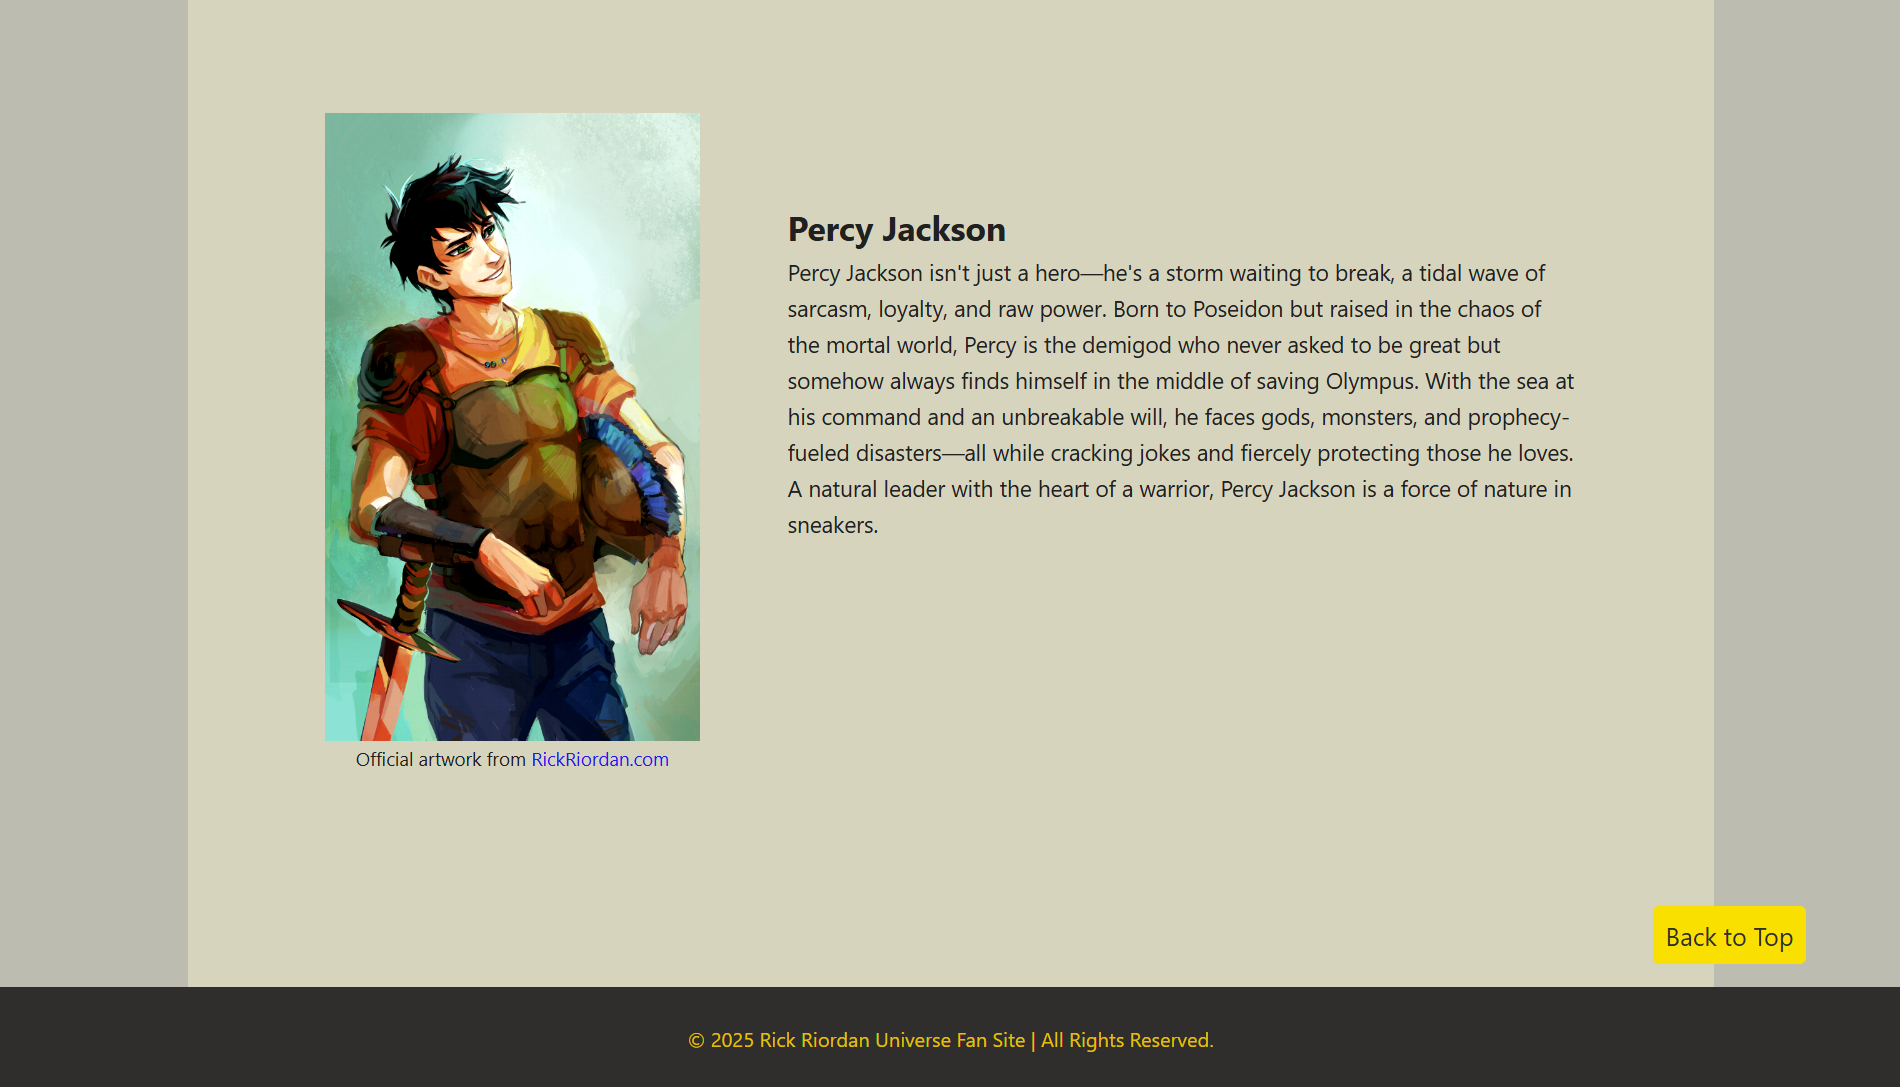 Percy Jackson
Percy Jackson isn't just a hero—he's a storm waiting to break, a tidal wave of
sarcasm, loyalty, and raw power. Born to Poseidon but raised in the chaos of
the mortal world, Percy is the demigod who never asked to be great but
somehow always finds himself in the middle of saving Olympus. With the sea at
his command and an unbreakable will, he faces gods, monsters, and prophecy-
fueled disasters—all while cracking jokes and fiercely protecting those he loves.
A natural leader with the heart of a warrior, Percy Jackson is a force of nature in
sneakers.
Official artwork from RickRiordan.com
Back to Top
© 2025 Rick Riordan Universe Fan Site | All Rights Reserved.